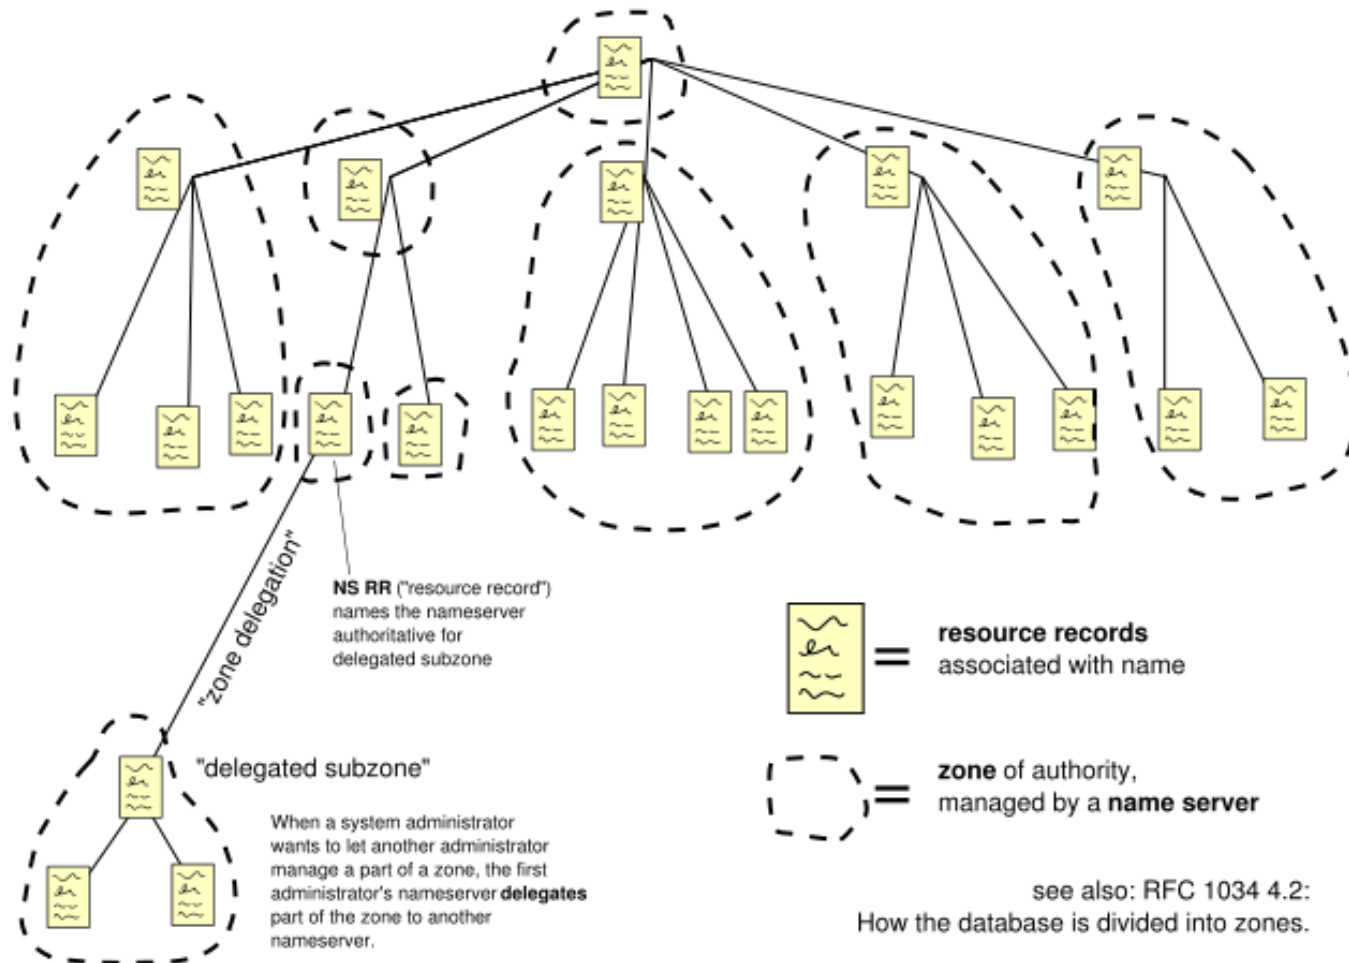 NS RR ("resource record")
names the nameserver
authoritative for
delegated subzone
"zone delegation"
"delegated subzone"
When a system administrator
wants to let another administrator
manage a part of a zone, the first
administrator's nameserver delegates
part of the zone to another
nameserver.
= resource records
associated with name
= zone of authority,
managed by a name server
see also: RFC 1034 4.2:
How the database is divided into zones.